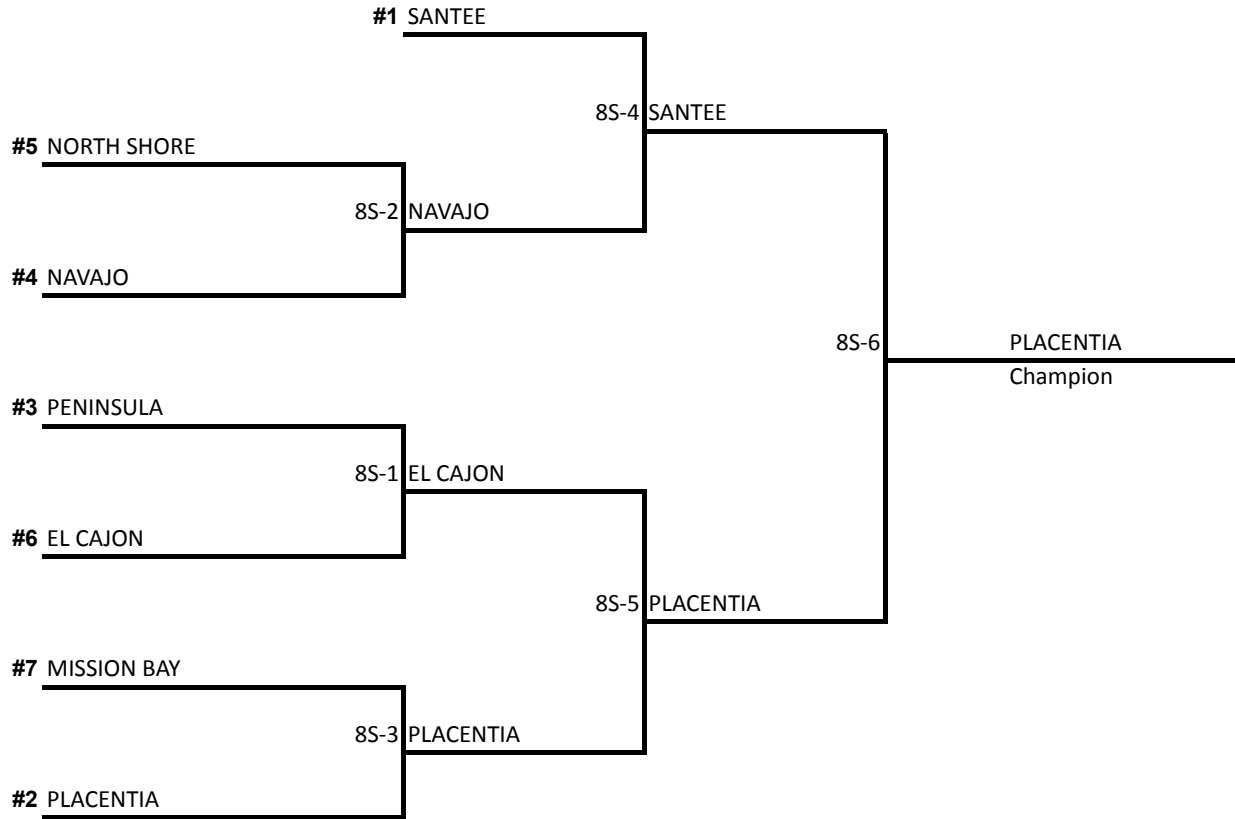 #1 SANTEE
8S-4 SANTEE
#5 NORTH SHORE
8S-2 NAVAJO
#4 NAVAJO
8S-6 PLACENTIA
Champion
#3 PENINSULA
8S-1 EL CAJON
#6 EL CAJON
8S-5 PLACENTIA
#7 MISSION BAY
8S-3 PLACENTIA
#2 PLACENTIA